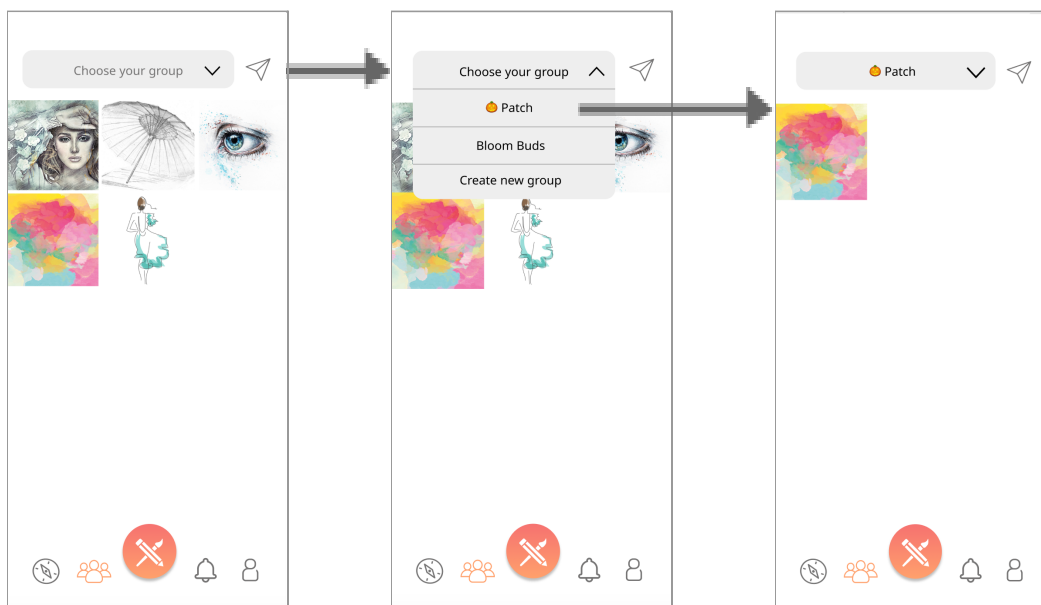 Choose your group
Choose your group
🎃 Patch
Bloom Buds
Create new group
🎃 Patch